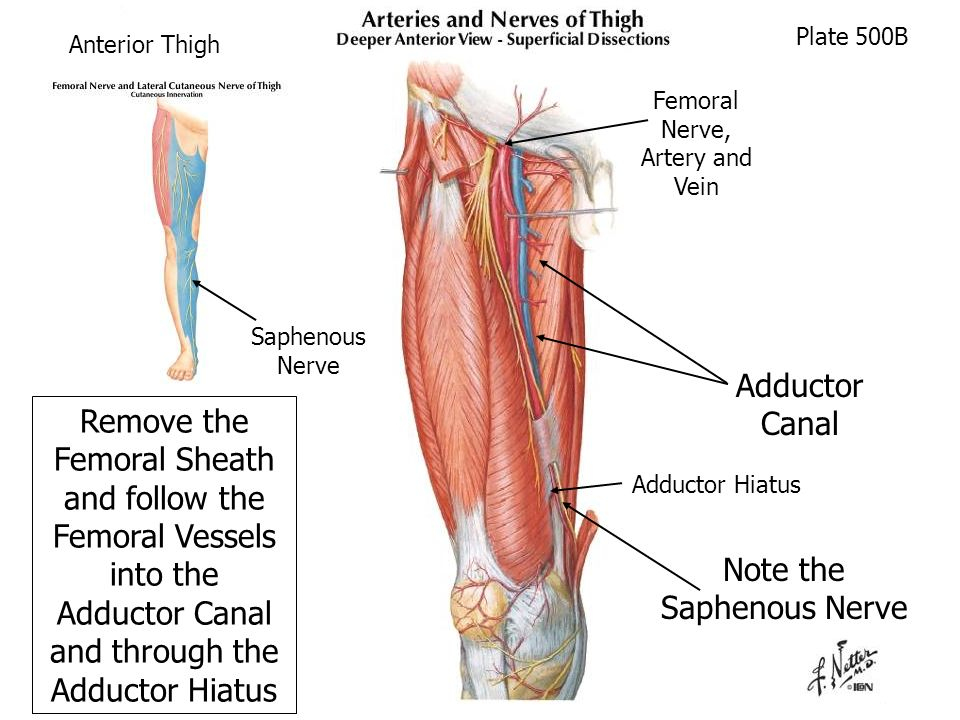 Arteries and Nerves of Thigh
Deeper Anterior View - Superficial Dissections
Anterior Thigh
Plate 500B
Femoral Nerve and Lateral Cutaneous Nerve of Thigh
Cutaneous Innervation
Femoral
Nerve,
Artery and
Vein
Saphenous
Nerve
Adductor
Canal
Remove the
Femoral Sheath
and follow the
Femoral Vessels
into the
Adductor Canal
and through the
Adductor Hiatus
Adductor Hiatus
Note the
Saphenous Nerve
F. Netter
M.D.